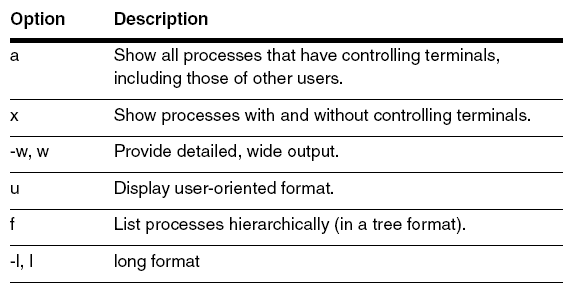 Option Description
a Show all processes that have controlling terminals,
including those of other users.
x Show processes with and without controlling terminals.
-w, w Provide detailed, wide output.
u Display user-oriented format.
f List processes hierarchically (in a tree format).
-l, l long format